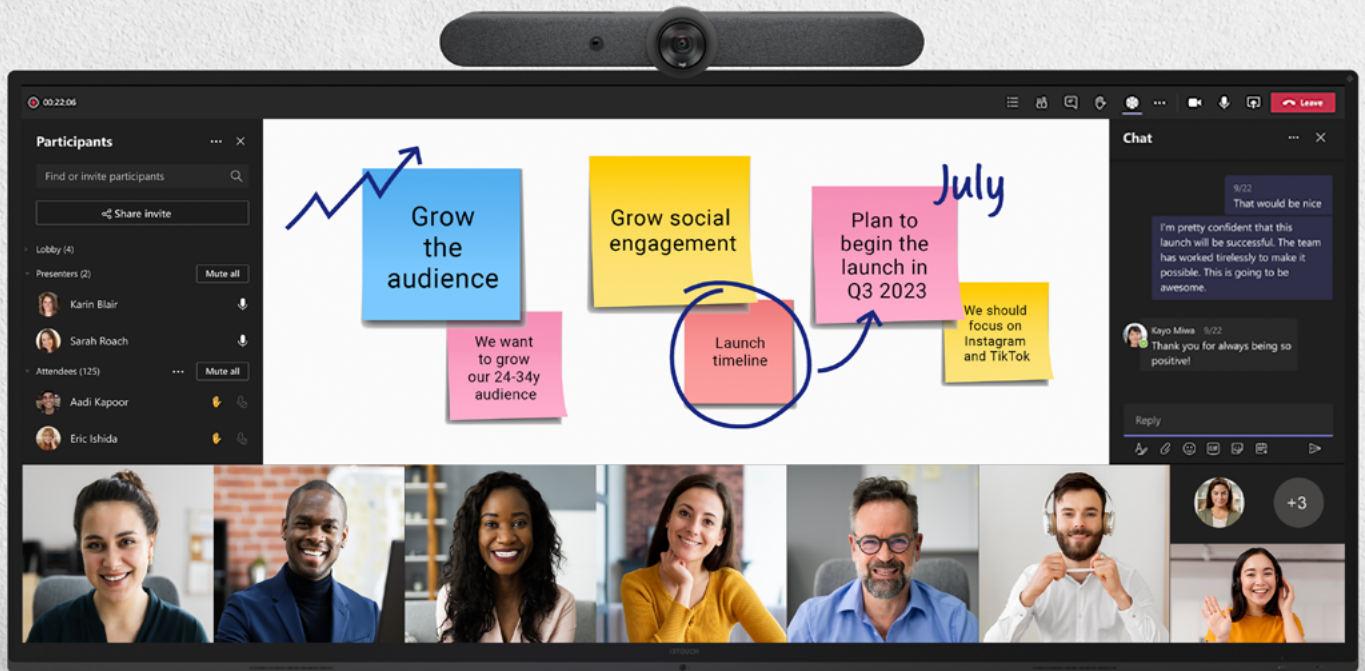 00:22:06
Leave
Participants
Find or invite participants
Share invite
Lobby (4)
Presenters (2)
Mute all
Karin Blair
Sarah Roach
Attendees (125)
Mute all
Aadi Kapoor
Eric Ishida
Grow
the
audience
We want
to grow
our 24-34y
audience
Grow social
engagement
Launch
timeline
July
Plan to
begin the
launch in
Q3 2023
We should
focus on
Instagram
and TikTok
Chat
9/22
That would be nice
I'm pretty confident that this
launch will be successful. The team
has worked tirelessly to make it
possible. This is going to be
awesome.
Kayo Miwa 9/22
Thank you for always being so
positive!
Reply
GIF
+3